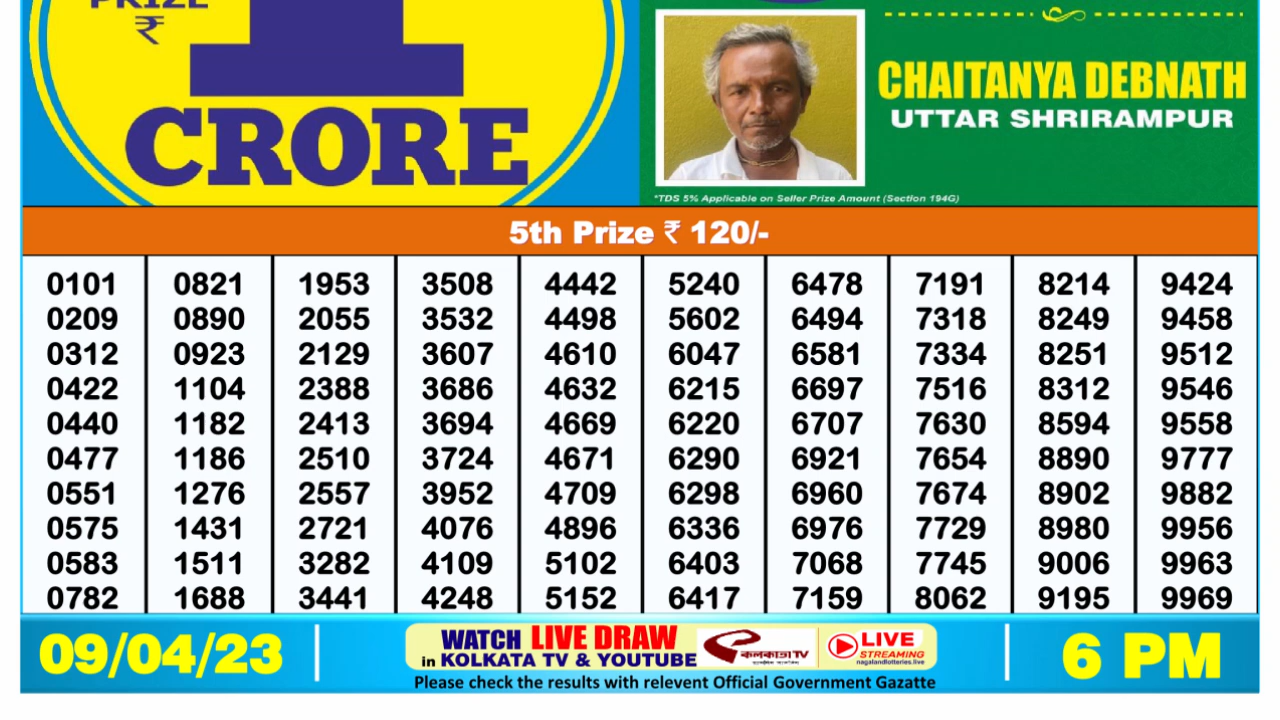 PRIZE
₹
1
CRORE
CHAITANYA DEBNATH
UTTAR SHRIRAMPUR
*TDS 5% Applicable on Seller Prize Amount (Section 194G)
5th Prize ₹ 120/-
0101 0821 1953 3508 4442 5240 6478 7191 8214 9424
0209 0890 2055 3532 4498 5602 6494 7318 8249 9458
0312 0923 2129 3607 4610 6047 6581 7334 8251 9512
0422 1104 2388 3686 4632 6215 6697 7516 8312 9546
0440 1182 2413 3694 4669 6220 6707 7630 8594 9558
0477 1186 2510 3724 4671 6290 6921 7654 8890 9777
0551 1276 2557 3952 4709 6298 6960 7674 8902 9882
0575 1431 2721 4076 4896 6336 6976 7729 8980 9956
0583 1511 3282 4109 5102 6403 7068 7745 9006 9963
0782 1688 3441 4248 5152 6417 7159 8062 9195 9969
09/04/23
WATCH LIVE DRAW
in KOLKATA TV & YOUTUBE
কলকাতা TV
LIVE
STREAMING
nagalandlotteries.live
Please check the results with relevent Official Government Gazatte
6 PM